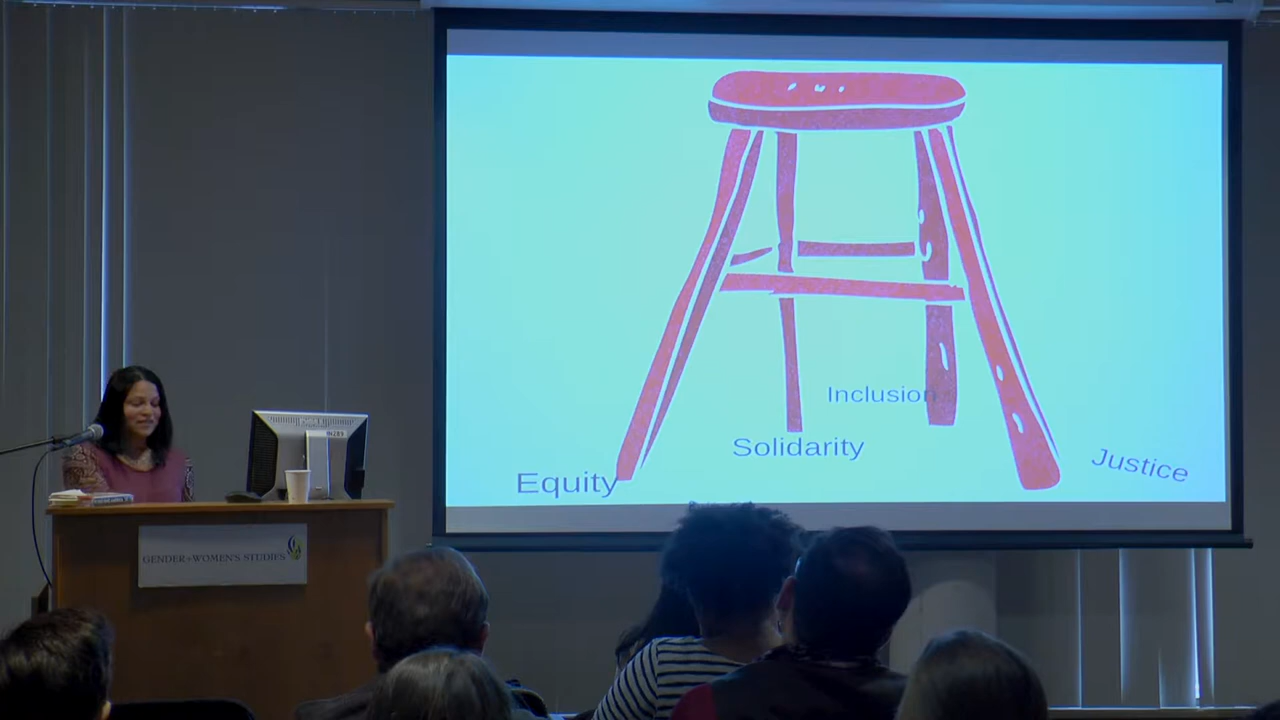 Inclusion
Solidarity
Equity
Justice
GENDER+WOMEN'S STUDIES